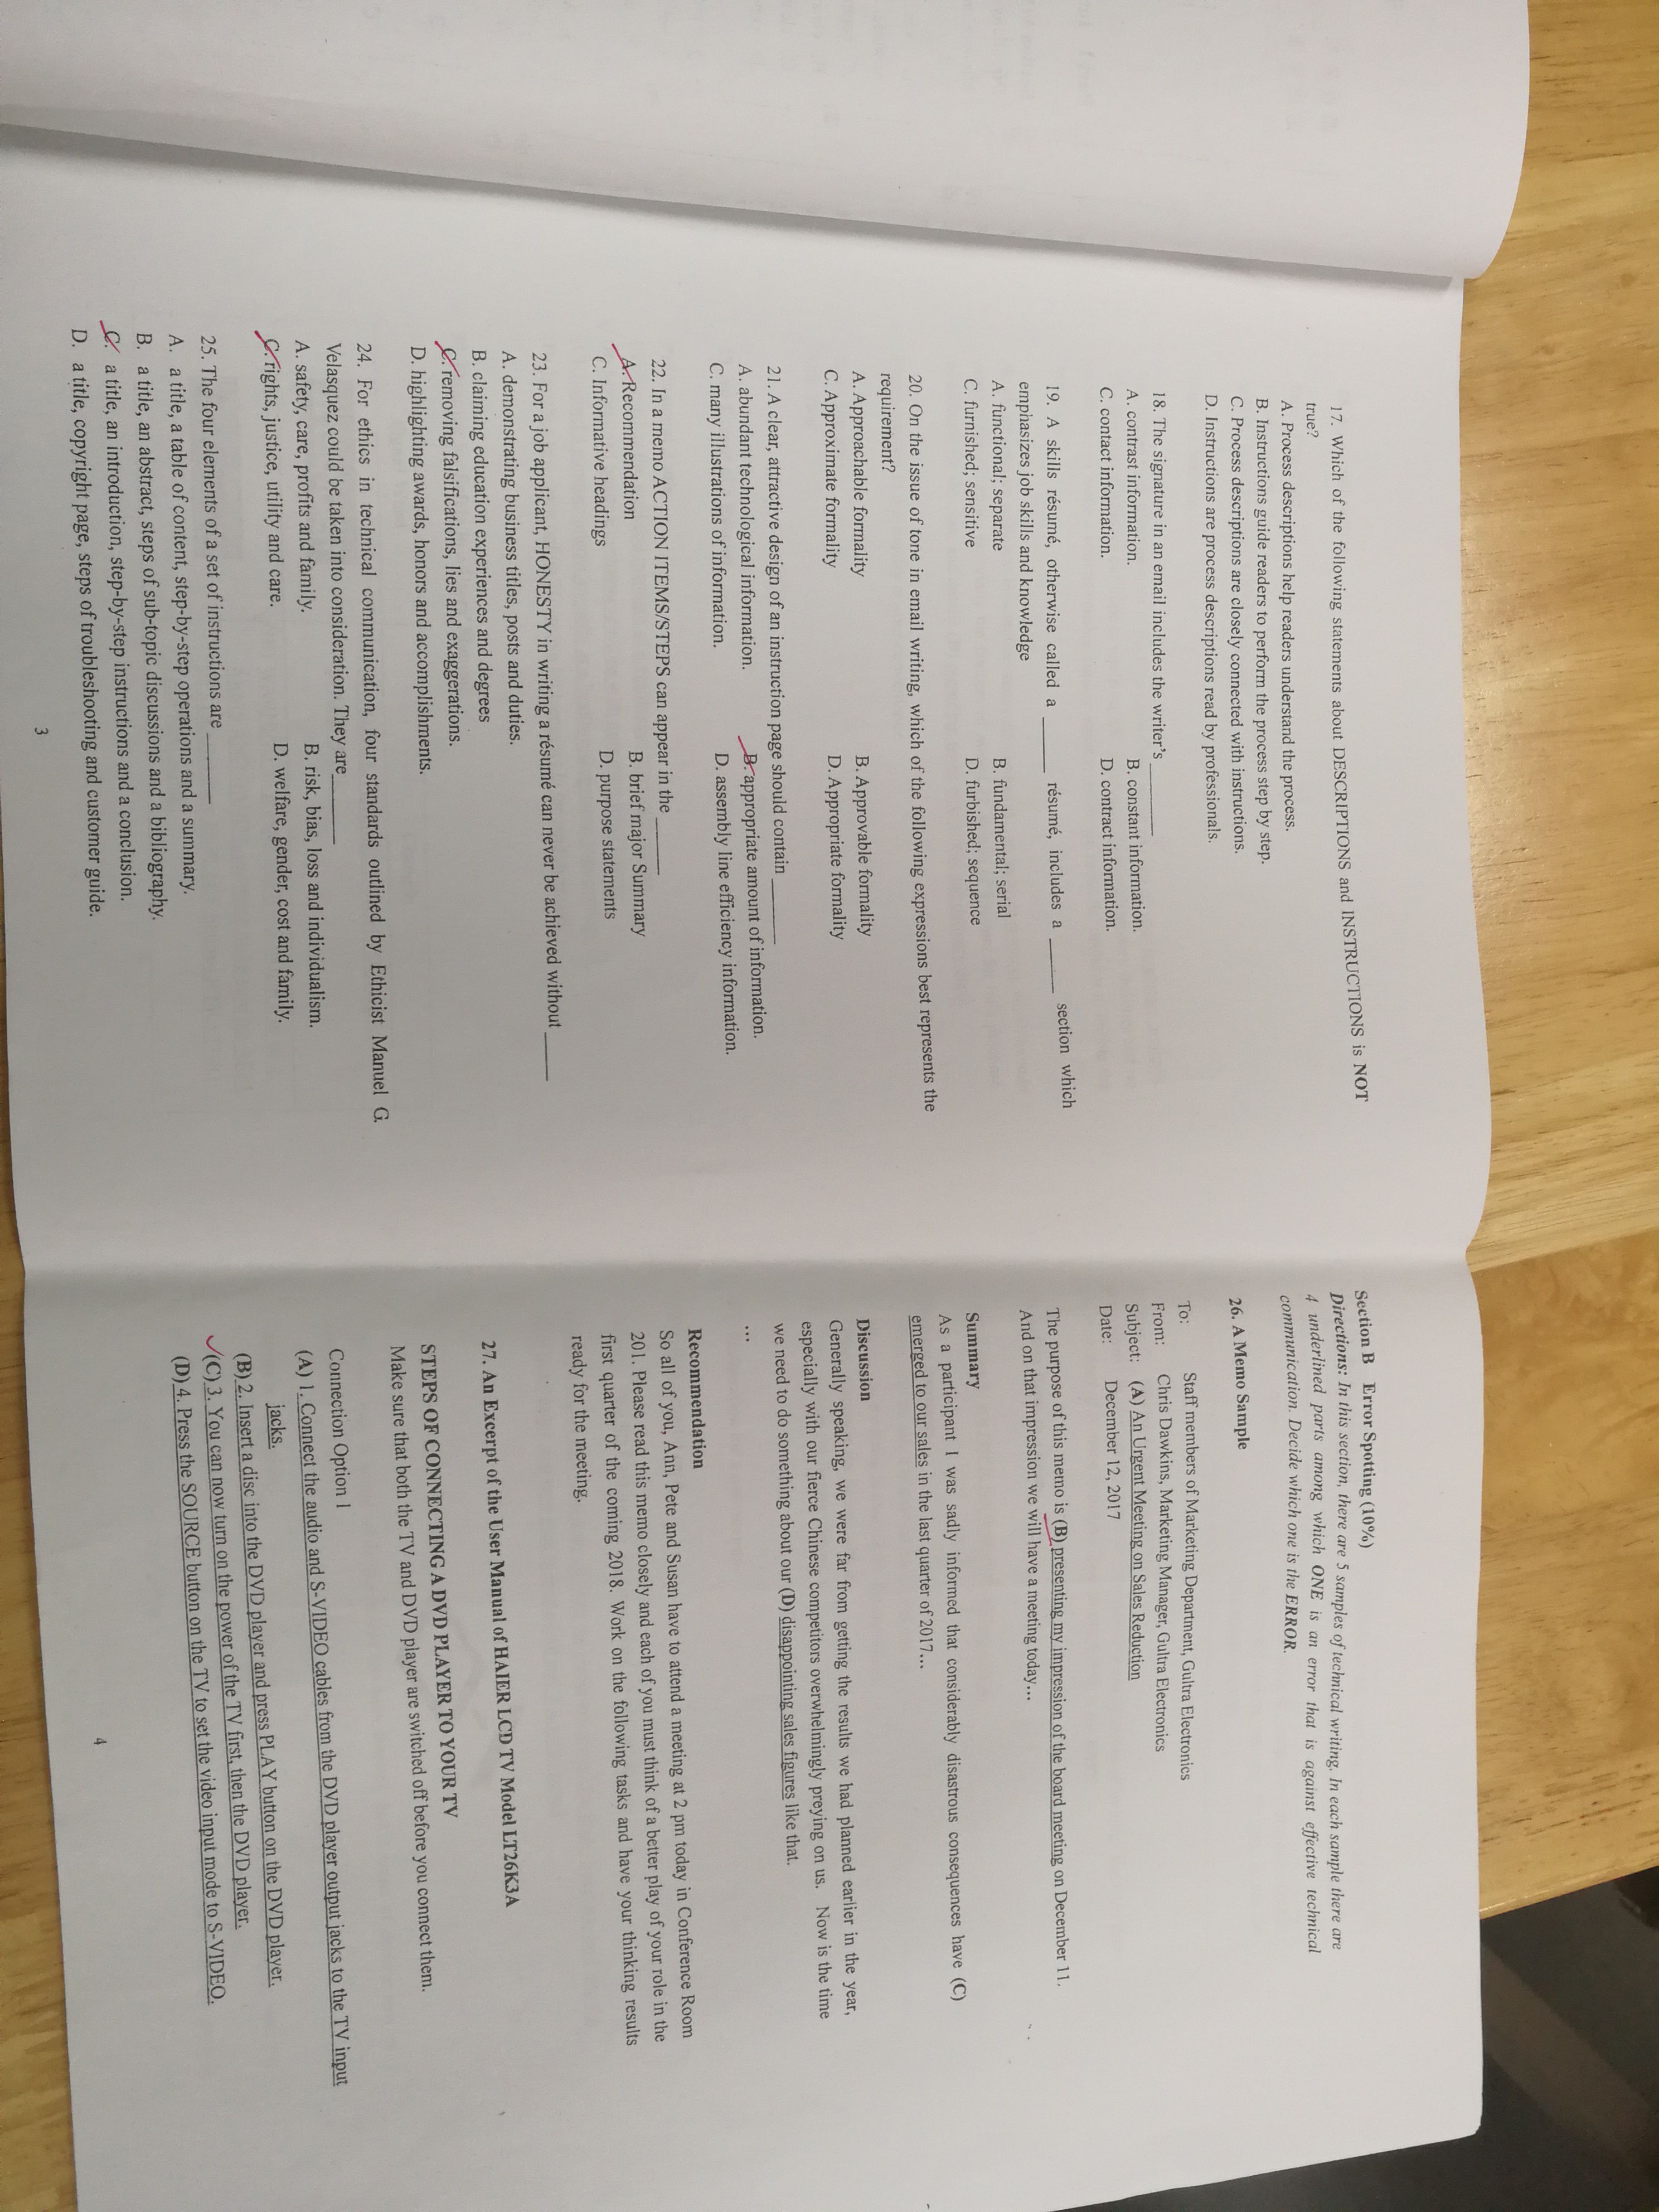 17. Which of the following statements about DESCRIPTIONS and INSTRUCTIONS is NOT
true?
A. Process descriptions help readers understand the process.
B. Instructions guide readers to perform the process step by step.
C. Process descriptions are closely connected with instructions.
D. Instructions are process descriptions read by professionals.
18. The signature in an email includes the writer's ______
A. contrast information. B. constant information.
C. contact information. D. contract information.
19. A skills résumé, otherwise called a ______ résumé, includes a ______ section which
emphasizes job skills and knowledge
A. functional; separate B. fundamental; serial
C. furnished; sensitive D. furbished; sequence
20. On the issue of tone in email writing, which of the following expressions best represents the
requirement?
A. Approachable formality B. Approvable formality
C. Approximate formality D. Appropriate formality
21. A clear, attractive design of an instruction page should contain ______
A. abundant technological information. B. appropriate amount of information.
C. many illustrations of information. D. assembly line efficiency information.
22. In a memo ACTION ITEMS/STEPS can appear in the ______
A. Recommendation B. brief major Summary
C. Informative headings D. purpose statements
23. For a job applicant, HONESTY in writing a résumé can never be achieved without ______
A. demonstrating business titles, posts and duties.
B. claiming education experiences and degrees
C. removing falsifications, lies and exaggerations.
D. highlighting awards, honors and accomplishments.
24. For ethics in technical communication, four standards outlined by Ethicist Manuel G.
Velasquez could be taken into consideration. They are______
A. safety, care, profits and family. B. risk, bias, loss and individualism.
C. rights, justice, utility and care. D. welfare, gender, cost and family.
25. The four elements of a set of instructions are ______
A. a title, a table of content, step-by-step operations and a summary.
B. a title, an abstract, steps of sub-topic discussions and a bibliography.
C. a title, an introduction, step-by-step instructions and a conclusion.
D. a title, copyright page, steps of troubleshooting and customer guide.
3
Section B Error Spotting (10%)
Directions: In this section, there are 5 samples of technical writing. In each sample there are
4 underlined parts among which ONE is an error that is against effective technical
communication. Decide which one is the ERROR.
26. A Memo Sample
To: Staff members of Marketing Department, Gultra Electronics
From: Chris Dawkins, Marketing Manager, Gultra Electronics
Subject: (A) An Urgent Meeting on Sales Reduction
Date: December 12, 2017
The purpose of this memo is (B) presenting my impression of the board meeting on December 11.
And on that impression we will have a meeting today…
Summary
As a participant I was sadly informed that considerably disastrous consequences have (C)
emerged to our sales in the last quarter of 2017…
Discussion
Generally speaking, we were far from getting the results we had planned earlier in the year,
especially with our fierce Chinese competitors overwhelmingly preying on us. Now is the time
we need to do something about our (D) disappointing sales figures like that.
…
Recommendation
So all of you, Ann, Pete and Susan have to attend a meeting at 2 pm today in Conference Room
201. Please read this memo closely and each of you must think of a better play of your role in the
first quarter of the coming 2018. Work on the following tasks and have your thinking results
ready for the meeting.
27. An Excerpt of the User Manual of HAIER LCD TV Model LT26K3A
STEPS OF CONNECTING A DVD PLAYER TO YOUR TV
Make sure that both the TV and DVD player are switched off before you connect them.
Connection Option 1
(A) 1. Connect the audio and S-VIDEO cables from the DVD player output jacks to the TV input
jacks.
(B) 2. Insert a disc into the DVD player and press PLAY button on the DVD player.
(C) 3. You can now turn on the power of the TV first, then the DVD player.
(D) 4. Press the SOURCE button on the TV to set the video input mode to S-VIDEO.
4